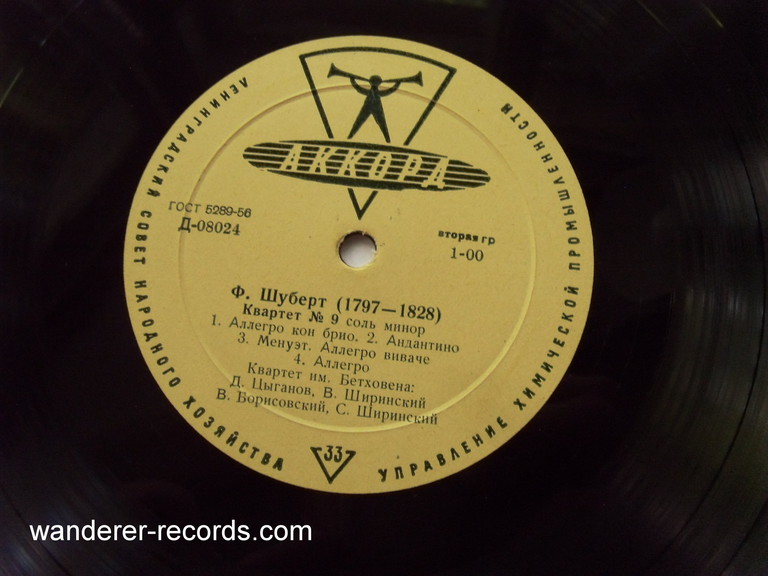 ЛЕНИНГРАДСКИЙ СОВЕТ НАРОДНОГО ХОЗЯЙСТВА
УПРАВЛЕНИЕ ХИМИЧЕСКОЙ ПРОМЫШЛЕННОСТИ
АККОРД
ГОСТ 5289-56
Д-08024
вторая гр
1-00
Ф. Шуберт (1797—1828)
Квартет № 9 соль минор
1. Аллегро кон брио. 2. Андантино
3. Менуэт. Аллегро виваче
4. Аллегро
Квартет им. Бетховена:
Д. Цыганов, В. Ширинский
В. Борисовский, С. Ширинский
33
wanderer-records.com